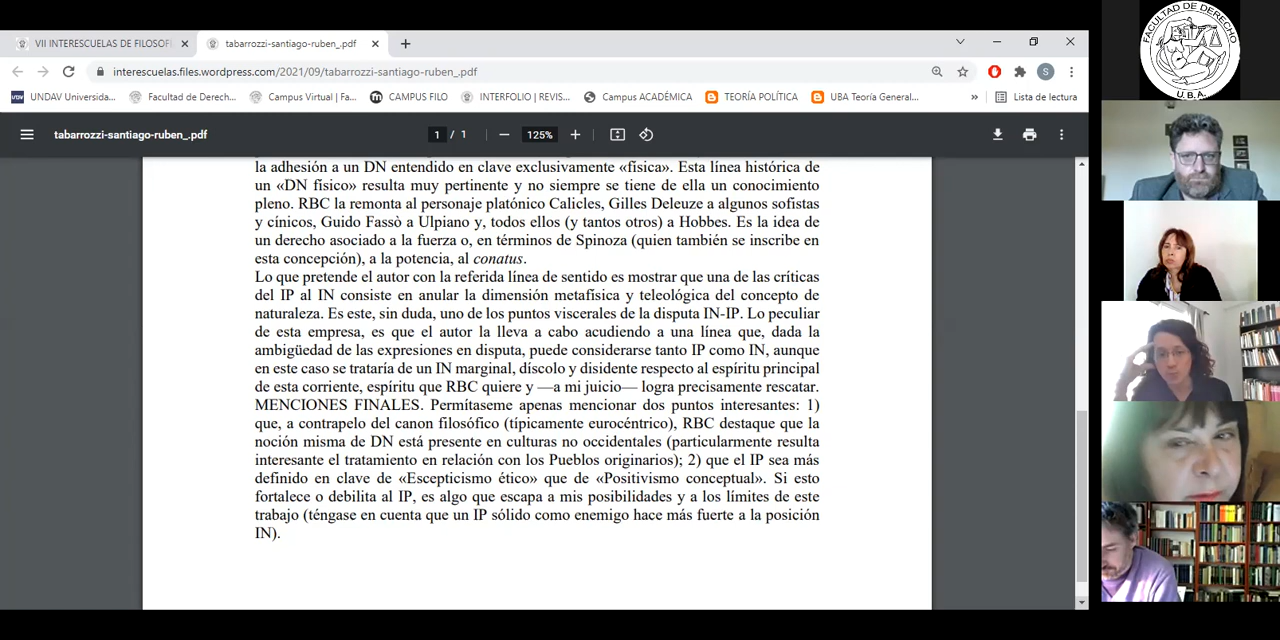 VII INTERESCUELAS DE FILOSOFI
tabarrozzi-santiago-ruben_.pdf
interescuelas.files.wordpress.com/2021/09/tabarrozzi-santiago-ruben_.pdf
S
UNDAV Universida...
Facultad de Derech...
Campus Virtual | Fa...
CAMPUS FILO
INTERFOLIO | REVIS...
Campus ACADÉMICA
TEORÍA POLÍTICA
UBA Teoría General...
»
Lista de lectura
tabarrozzi-santiago-ruben_.pdf
1 / 1
125%
la adhesión a un DN entendido en clave exclusivamente «física». Esta línea histórica de
un «DN físico» resulta muy pertinente y no siempre se tiene de ella un conocimiento
pleno. RBC la remonta al personaje platónico Calicles, Gilles Deleuze a algunos sofistas
y cínicos, Guido Fassò a Ulpiano y, todos ellos (y tantos otros) a Hobbes. Es la idea de
un derecho asociado a la fuerza o, en términos de Spinoza (quien también se inscribe en
esta concepción), a la potencia, al conatus.
Lo que pretende el autor con la referida línea de sentido es mostrar que una de las críticas
del IP al IN consiste en anular la dimensión metafísica y teleológica del concepto de
naturaleza. Es este, sin duda, uno de los puntos viscerales de la disputa IN-IP. Lo peculiar
de esta empresa, es que el autor la lleva a cabo acudiendo a una línea que, dada la
ambigüedad de las expresiones en disputa, puede considerarse tanto IP como IN, aunque
en este caso se trataría de un IN marginal, díscolo y disidente respecto al espíritu principal
de esta corriente, espíritu que RBC quiere y —a mi juicio— logra precisamente rescatar.
MENCIONES FINALES. Permítaseme apenas mencionar dos puntos interesantes: 1)
que, a contrapelo del canon filosófico (típicamente eurocéntrico), RBC destaca que la
noción misma de DN está presente en culturas no occidentales (particularmente resulta
interesante el tratamiento en relación con los Pueblos originarios); 2) que el IP sea más
definido en clave de «Escepticismo ético» que de «Positivismo conceptual». Si esto
fortalece o debilita al IP, es algo que escapa a mis posibilidades y a los límites de este
trabajo (téngase en cuenta que un IP sólido como enemigo hace más fuerte a la posición
IN).
FACULTAD DE DERECHO
U.B.A.